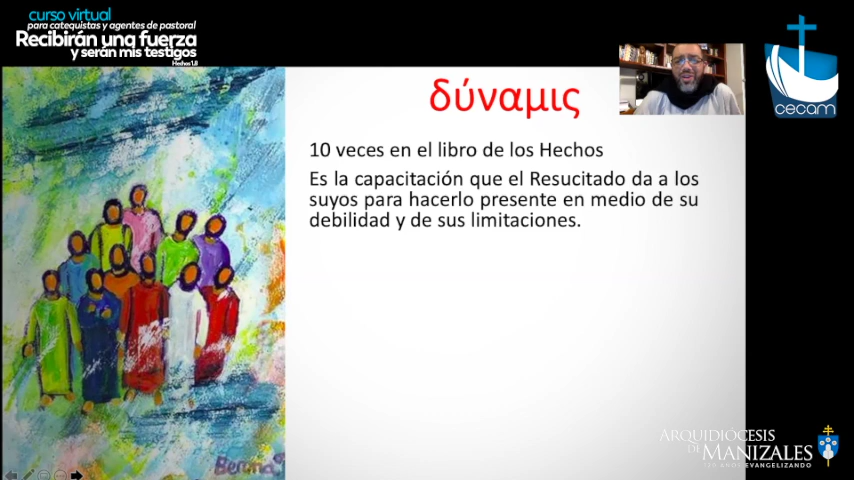 curso virtual
para catequistas y agentes de pastoral
Recibirán una fuerza
y serán mis testigos
Hechos 1,8
cecam
δύναμις
10 veces en el libro de los Hechos
Es la capacitación que el Resucitado da a los
suyos para hacerlo presente en medio de su
debilidad y de sus limitaciones.
ARQUIDIÓCESIS
DE MANIZALES
EVANGELIZANDO